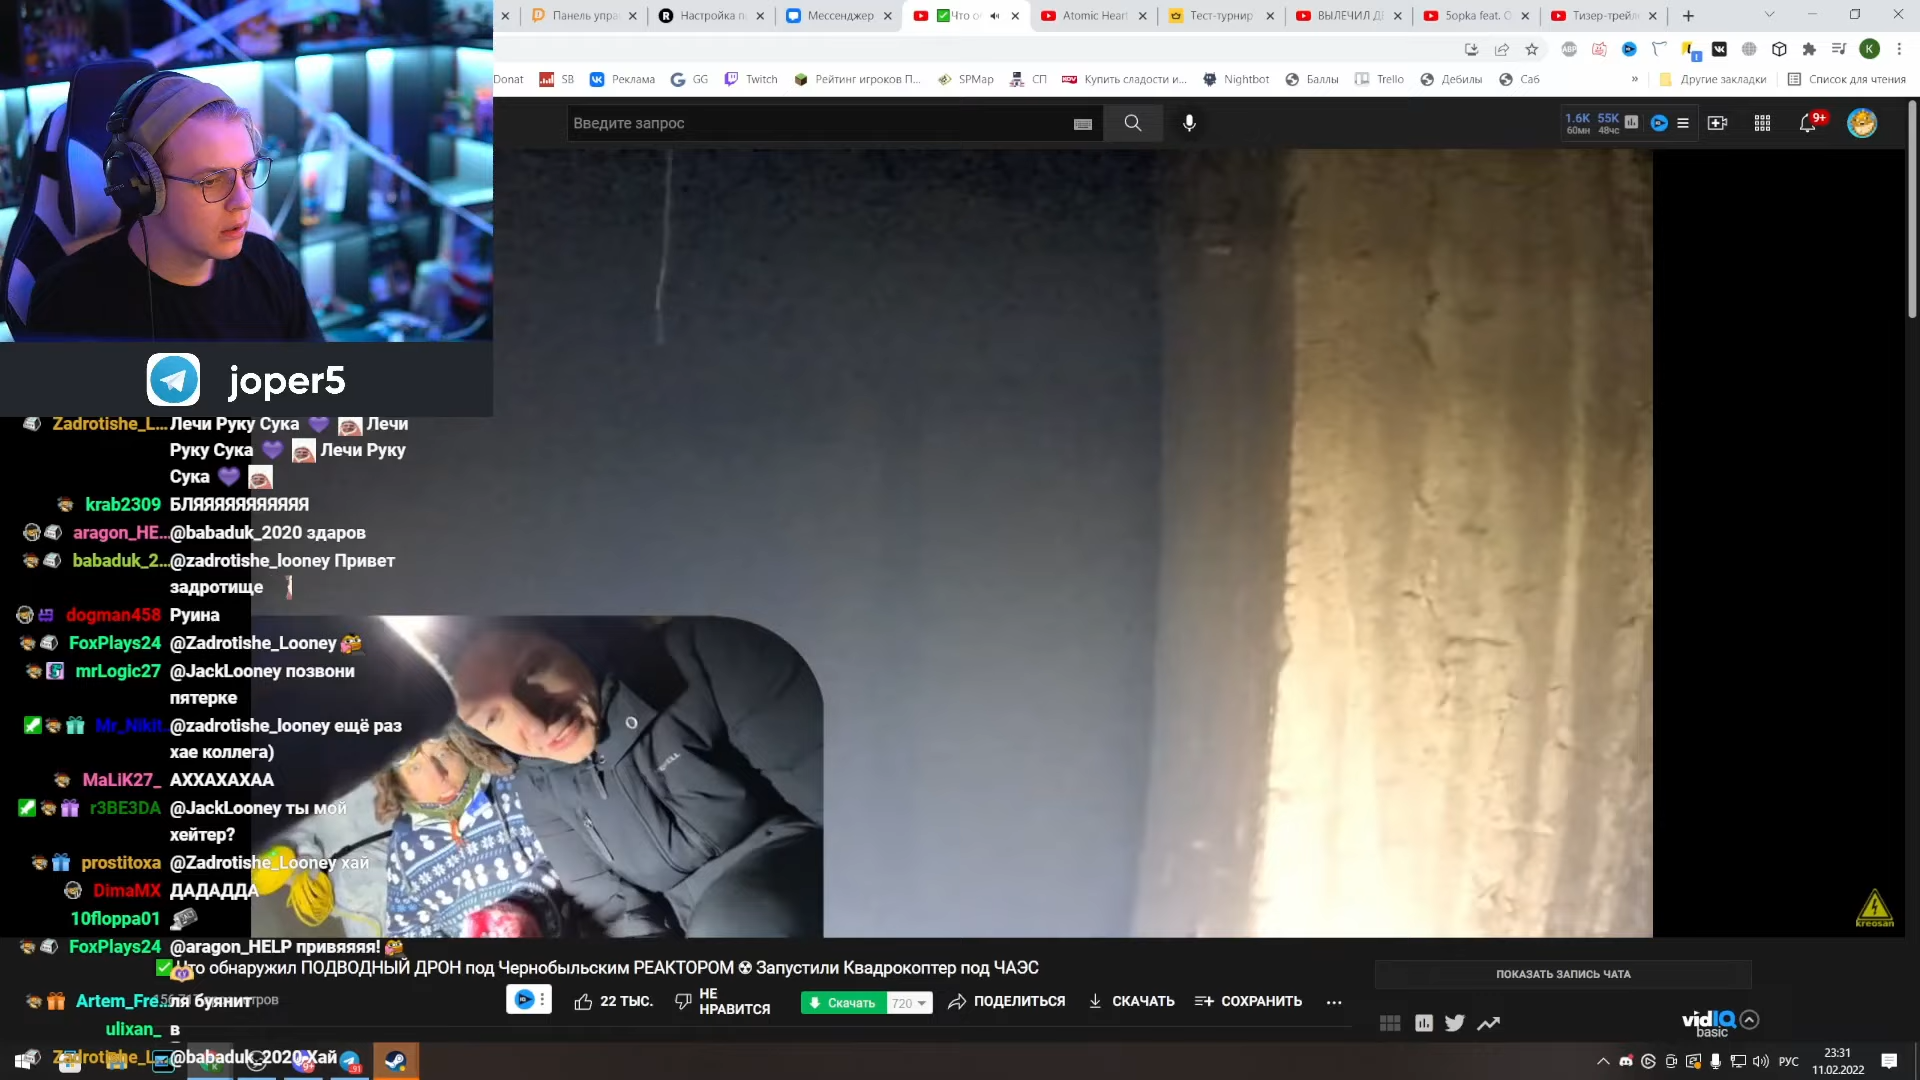 Панель упра
Настройка п
Мессенджер
✅Что о
Atomic Hear
Тест-турнир
ВЫЛЕЧИЛ Д
5opka feat. C
Тизер-трейл
Donat
SB
Реклама
GG
Twitch
Рейтинг игроков П...
SPMap
СП
Купить сладости и...
Nightbot
Баллы
Trello
Дебилы
Саб
»
Другие закладки
Список для чтения
Введите запрос
1.6K 55K
60мн 48чс
9+
joper5
Zadrotishe_L... Лечи Руку Сука 💜 Лечи
Руку Сука 💜 Лечи Руку
Сука 💜
krab2309 БЛЯЯЯЯЯЯЯЯЯЯ
aragon_HE... @babaduk_2020 здаров
babaduk_2... @zadrotishe_looney Привет
задротище
dogman458 Руина
FoxPlays24 @Zadrotishe_Looney
mrLogic27 @JackLooney позвони
пятерке
Mr_Nikit... @zadrotishe_looney ещё раз
хае коллега)
MaLiK27_ АХХАХАХАА
r3BE3DA @JackLooney ты мой
хейтер?
prostitoxa @Zadrotishe_Looney хай
DimaMX ДАДАДДА
10floppa01
FoxPlays24 @aragon_HELP привяяяя!
kreosan
Что обнаружил ПОДВОДНЫЙ ДРОН под Чернобыльским РЕАКТОРОМ ☢ Запустили Квадрокоптер под ЧАЭС
ПОКАЗАТЬ ЗАПИСЬ ЧАТА
Artem_Fre... ля буянит
22 ТЫС.
НЕ НРАВИТСЯ
Скачать 720
ПОДЕЛИТЬСЯ
СКАЧАТЬ
СОХРАНИТЬ
ulixan_ в
vidIQ
basic
Zadrotishe_L... @babaduk_2020 Хай
РУС
23:31
11.02.2022